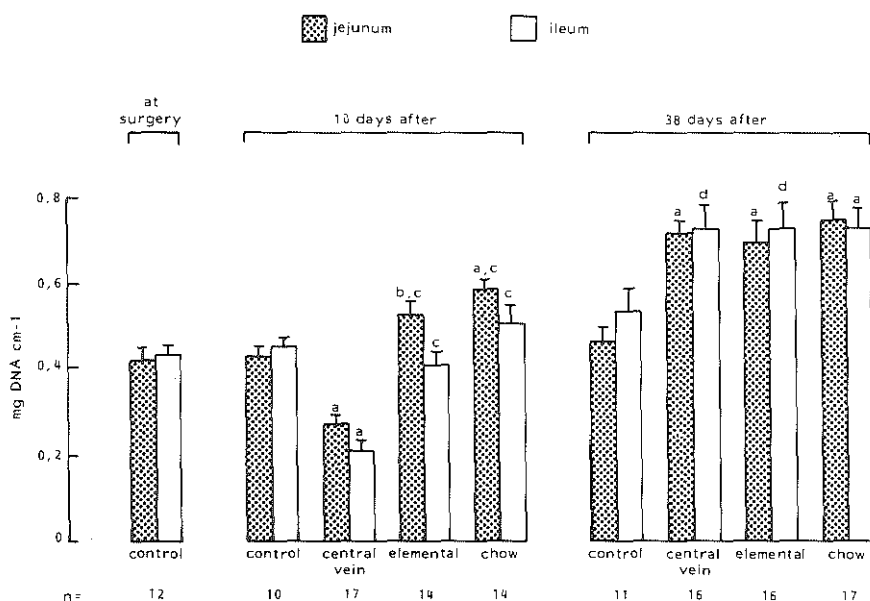 jejunum ileum
at surgery 10 days after 38 days after
a d d a a
0,8
a
a,c
0,6 b,c c
c
0,4
a a
0,2
mg DNA cm-1
0
control control central vein elemental chow control central vein elemental chow
n= 12 10 17 14 14 11 16 16 17